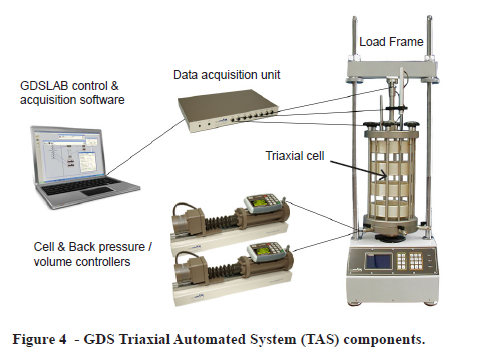 Load Frame
Data acquisition unit
GDSLAB control &
acquisition software
Triaxial cell
Cell & Back pressure /
volume controllers
Figure 4 - GDS Triaxial Automated System (TAS) components.